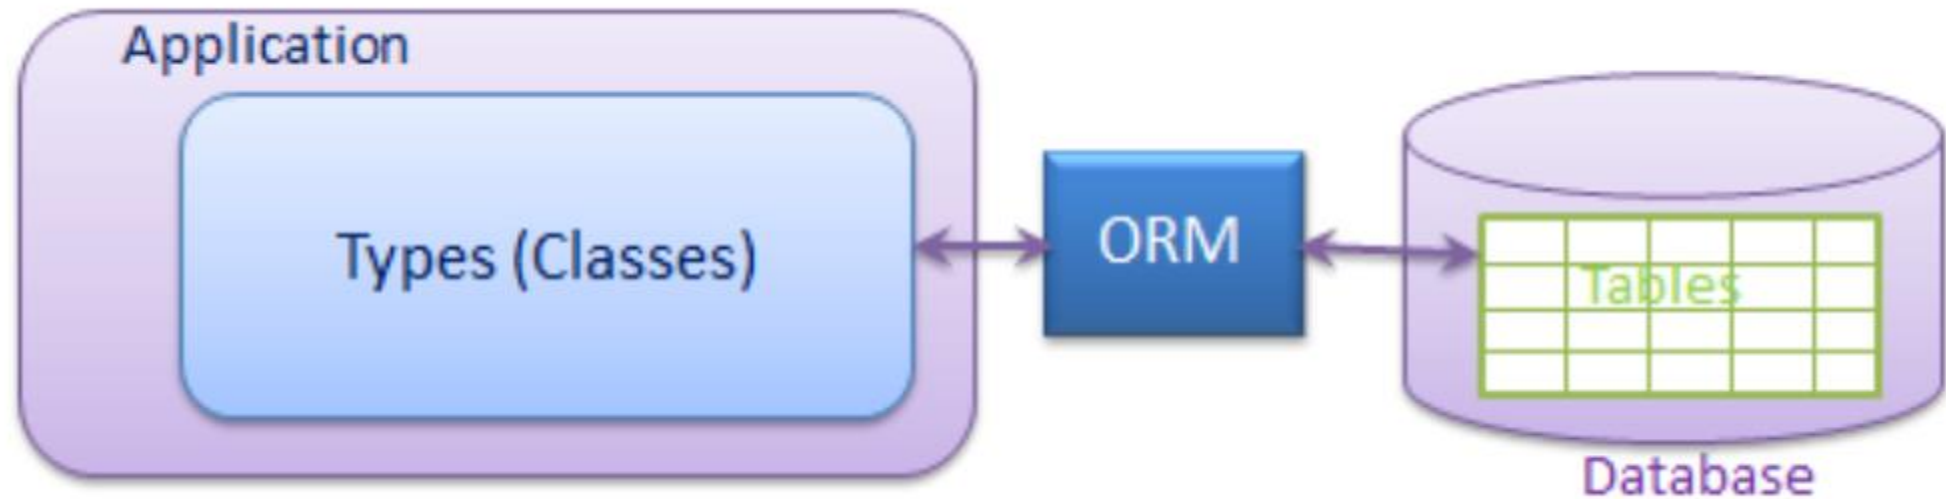 Application
Types (Classes)
ORM
Tables
Database